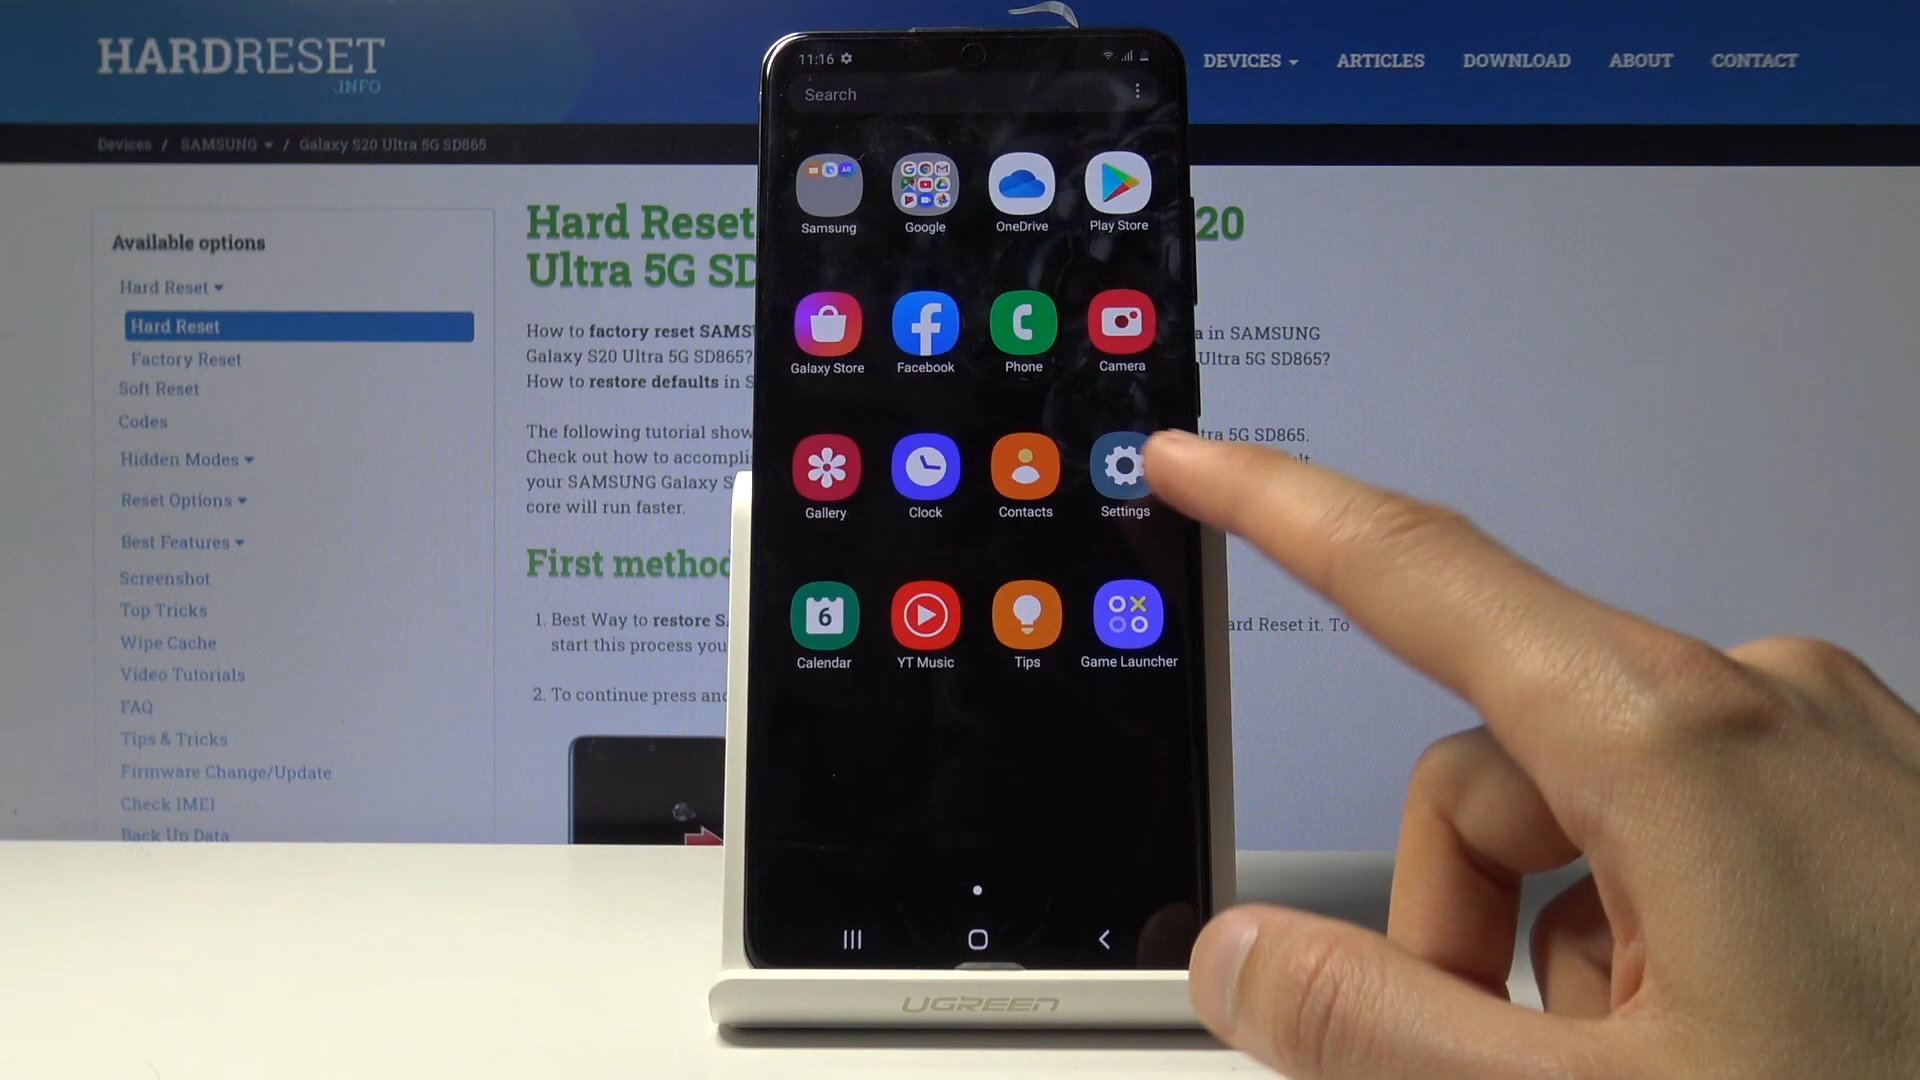 HARDRESET
.INFO
DEVICES
ARTICLES
DOWNLOAD
ABOUT
CONTACT
Devices / SAMSUNG / Galaxy S20 Ultra 5G SD865
Available options
Hard Reset
Hard Reset
Factory Reset
Soft Reset
Codes
Hidden Modes
Reset Options
Best Features
Screenshot
Top Tricks
Wipe Cache
Video Tutorials
FAQ
Tips & Tricks
Firmware Change/Update
Check IMEI
Back Up Data
Hard Reset 20
Ultra 5G SD
How to factory reset SAMS a in SAMSUNG
Galaxy S20 Ultra 5G SD865? Ultra 5G SD865?
How to restore defaults in S
The following tutorial show tra 5G SD865.
Check out how to accompli
your SAMSUNG Galaxy S
core will run faster.
First method
1. Best Way to restore S. ard Reset it. To
start this process you
2. To continue press and
11:16
Search
Samsung
Google
OneDrive
Play Store
Galaxy Store
Facebook
Phone
Camera
Gallery
Clock
Contacts
Settings
6
Calendar
YT Music
Tips
Game Launcher
UGREEN